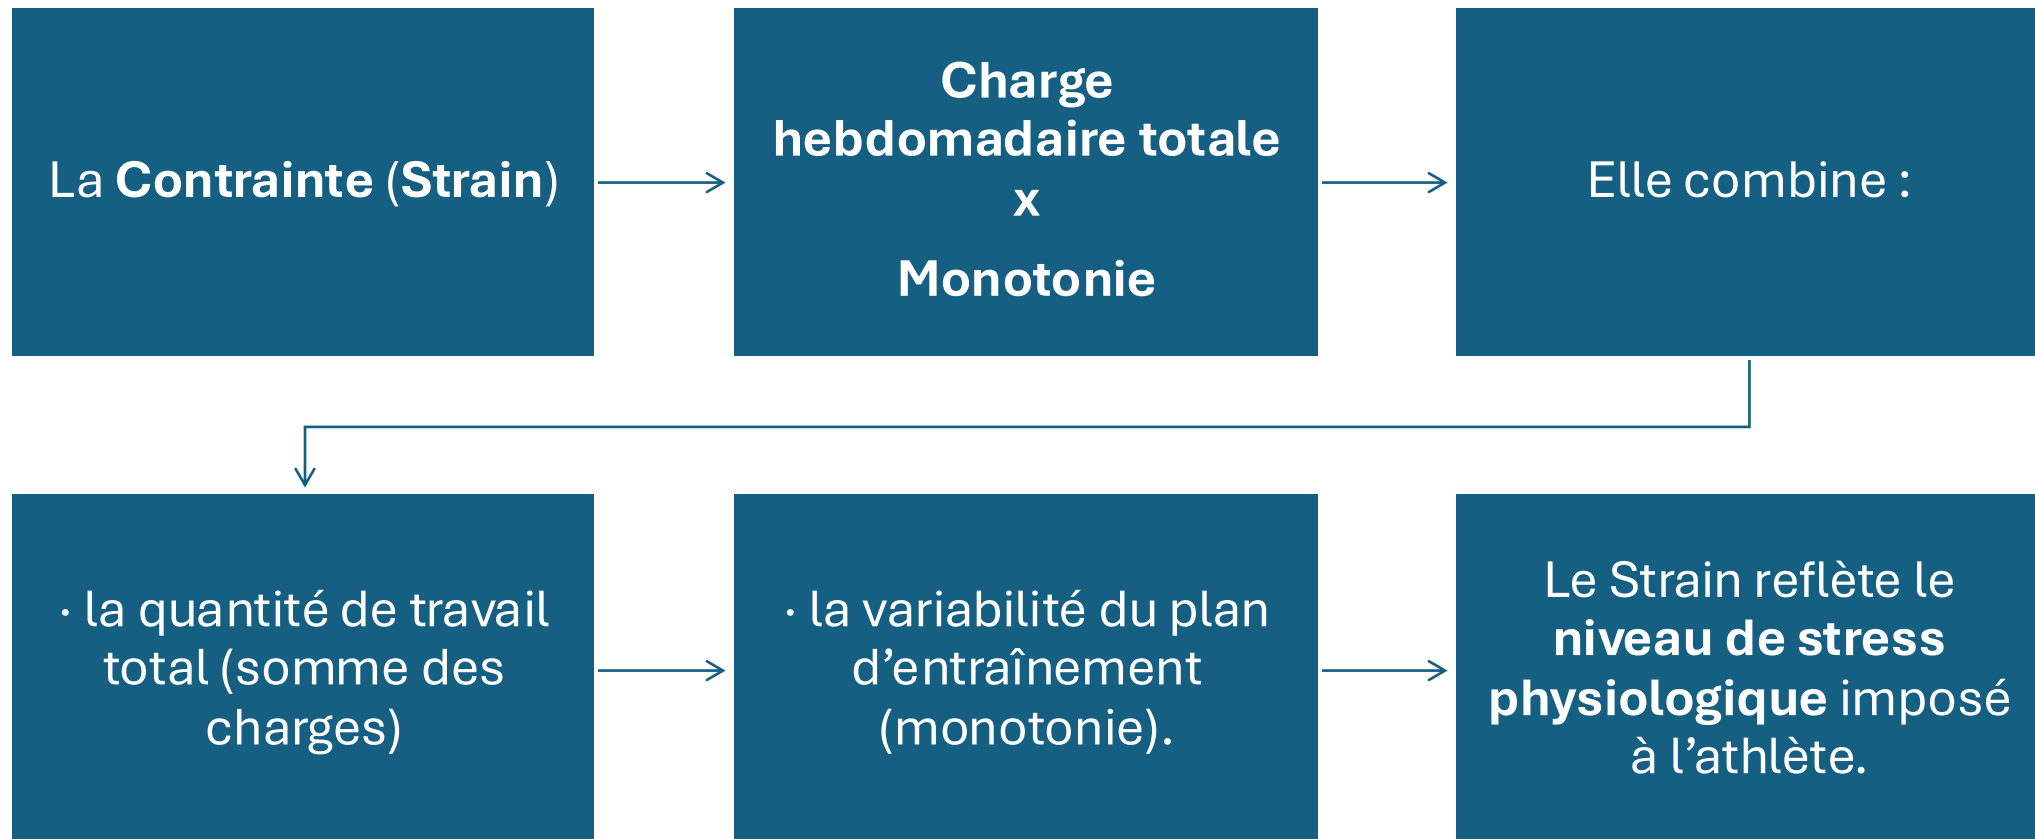 La Contrainte (Strain)
Charge
hebdomadaire totale
x
Monotonie
Elle combine :
· la quantité de travail
total (somme des
charges)
· la variabilité du plan
d’entraînement
(monotonie).
Le Strain reflète le
niveau de stress
physiologique imposé
à l’athlète.